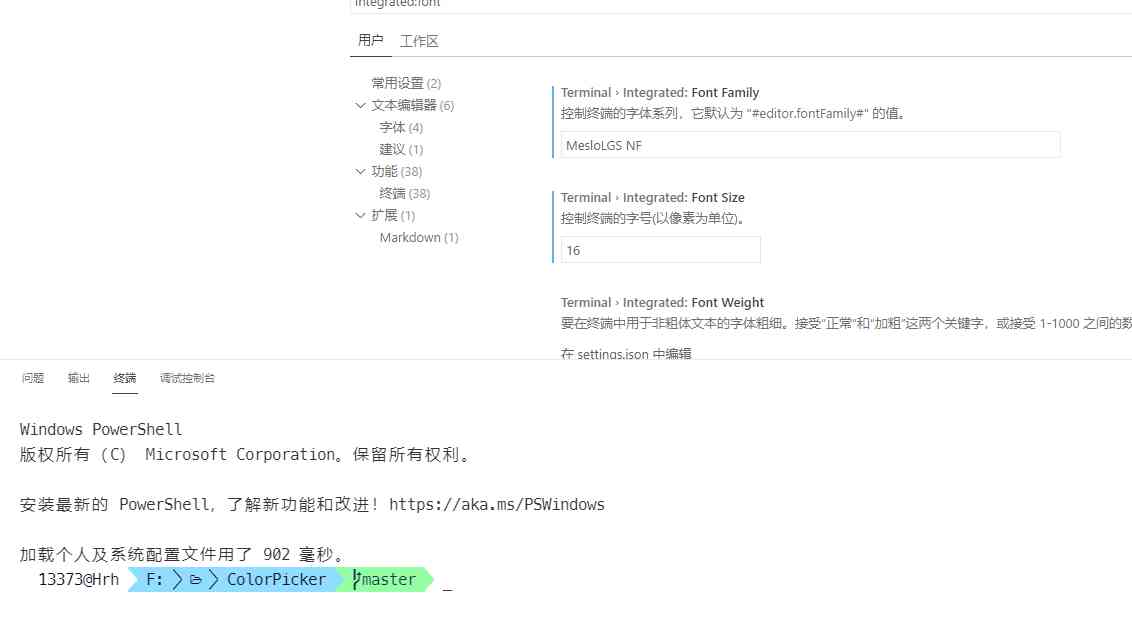 integrated:font
用户 工作区
常用设置 (2)
文本编辑器 (6)
字体 (4)
建议 (1)
功能 (38)
终端 (38)
扩展 (1)
Markdown (1)
Terminal › Integrated: Font Family
控制终端的字体系列，它默认为 "#editor.fontFamily#" 的值。
MesloLGS NF
Terminal › Integrated: Font Size
控制终端的字号(以像素为单位)。
16
Terminal › Integrated: Font Weight
要在终端中用于非粗体文本的字体粗细。接受"正常"和"加粗"这两个关键字，或接受 1-1000 之间的数
在 settings.json 中编辑
问题 输出 终端 调试控制台
Windows PowerShell
版权所有 (C) Microsoft Corporation。保留所有权利。
安装最新的 PowerShell，了解新功能和改进！https://aka.ms/PSWindows
加载个人及系统配置文件用了 902 毫秒。
13373@Hrh F: ColorPicker master _